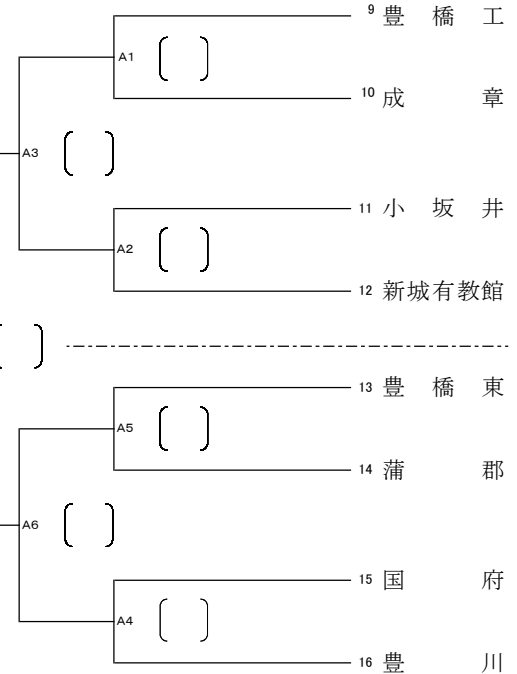 9 豊橋工
A1
10 成章
A3
11 小坂井
A2
12 新城有教館
13 豊橋東
A5
14 蒲郡
A6
15 国府
A4
16 豊川